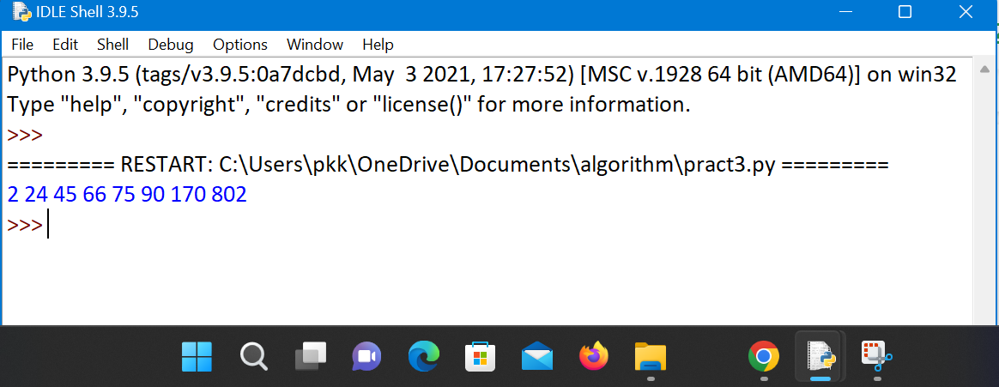 IDLE Shell 3.9.5
File Edit Shell Debug Options Window Help
Python 3.9.5 (tags/v3.9.5:0a7dcbd, May  3 2021, 17:27:52) [MSC v.1928 64 bit (AMD64)] on win32
Type "help", "copyright", "credits" or "license()" for more information.
>>>
========= RESTART: C:\Users\pkk\OneDrive\Documents\algorithm\pract3.py =========
2 24 45 66 75 90 170 802
>>>